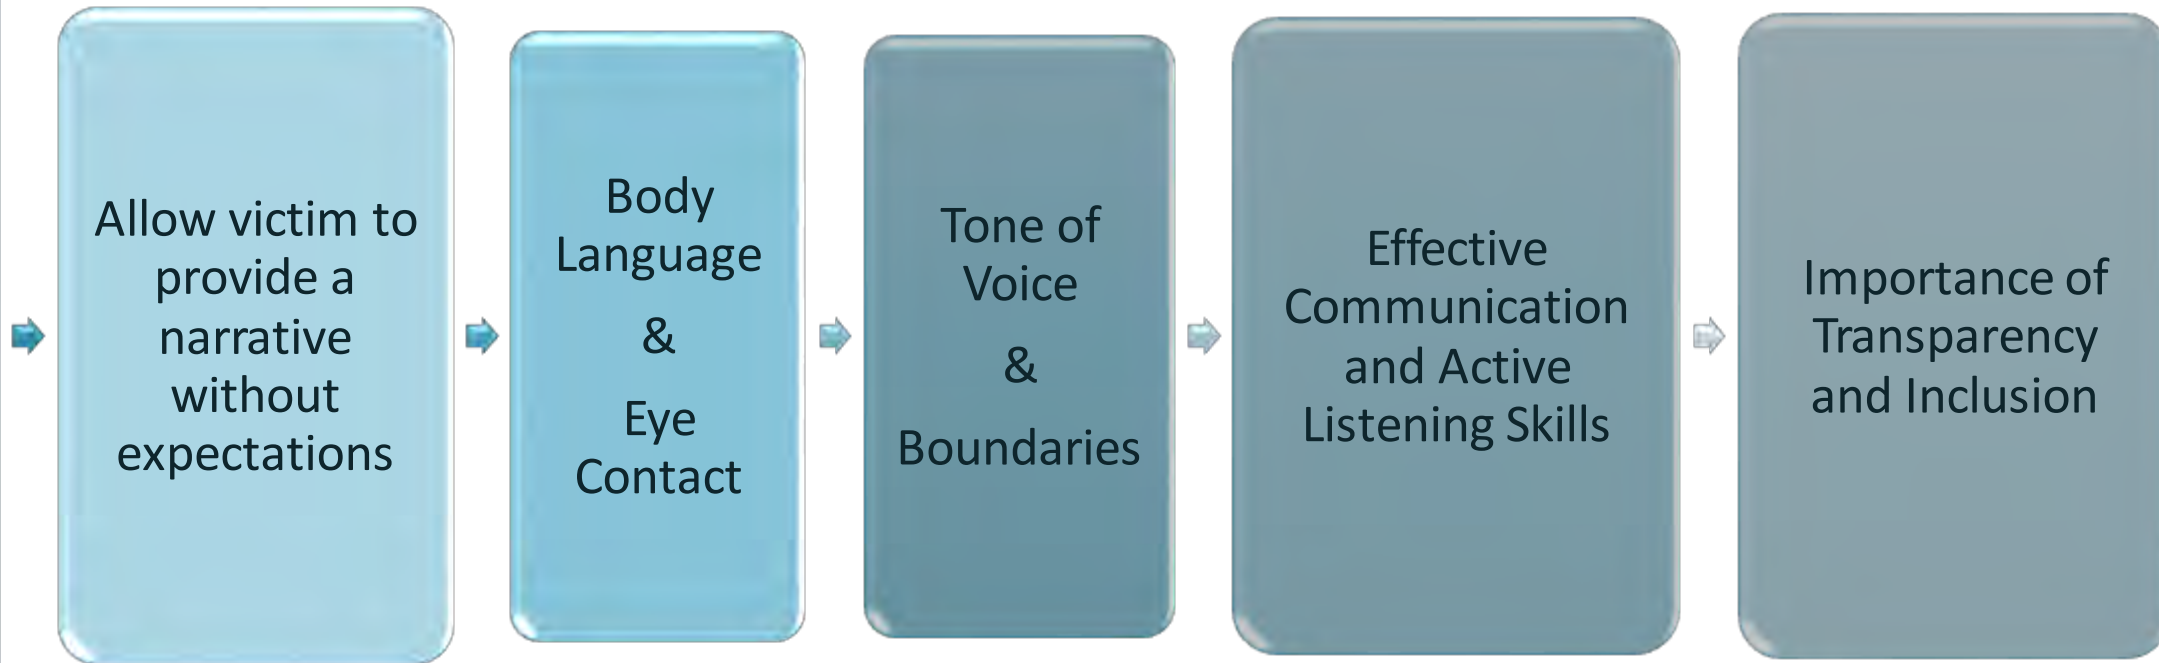 Allow victim to
provide a
narrative
without
expectations
Body
Language
&
Eye
Contact
Tone of
Voice
&
Boundaries
Effective
Communication
and Active
Listening Skills
Importance of
Transparency
and Inclusion